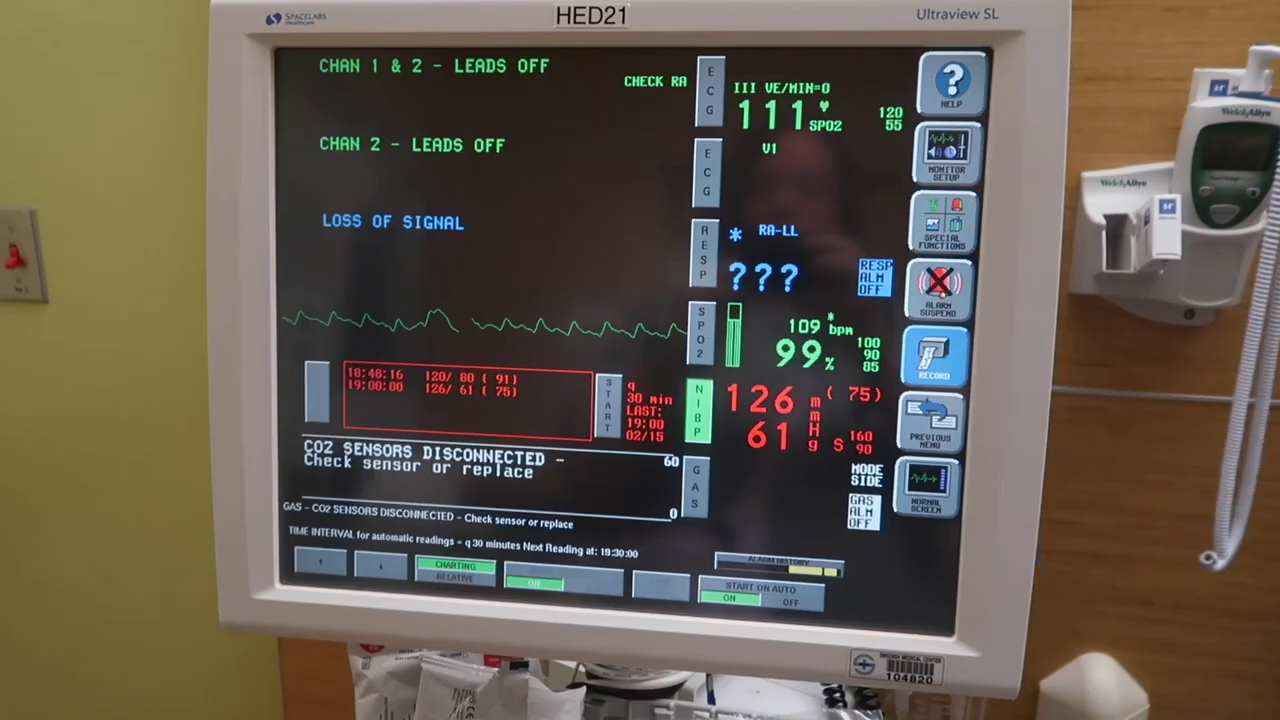 SPACELABS
Healthcare
HED21
Ultraview SL
CHAN 1 & 2 - LEADS OFF
CHECK RA
ECG
III VE/MIN=0
111
SPO2
120
55
HELP
CHAN 2 - LEADS OFF
ECG
V1
MONITOR
SETUP
LOSS OF SIGNAL
RESP
* RA-LL
???
RESP
ALM
OFF
SPECIAL
FUNCTIONS
ALARM
SUSPEND
SPO2
109 bpm
*
99%
100
90
85
RECORD
18:48:16 120/ 80 ( 91)
19:00:00 126/ 61 ( 75)
START
q
30 min
LAST:
19:00
02/15
NIBP
126
61
mmHg
( 75)
S 160
90
PREVIOUS
MENU
CO2 SENSORS DISCONNECTED -
Check sensor or replace
60
0
GAS
MODE
SIDE
GAS
ALM
OFF
NORMAL
SCREEN
GAS - CO2 SENSORS DISCONNECTED - Check sensor or replace
TIME INTERVAL for automatic readings = q 30 minutes Next Reading at: 19:30:00
CHARTING
RELATIVE
ON
ALARM HISTORY
START ON AUTO
ON OFF
SWEDISH MEDICAL CENTER
104820
WelchAllyn
WelchAllyn